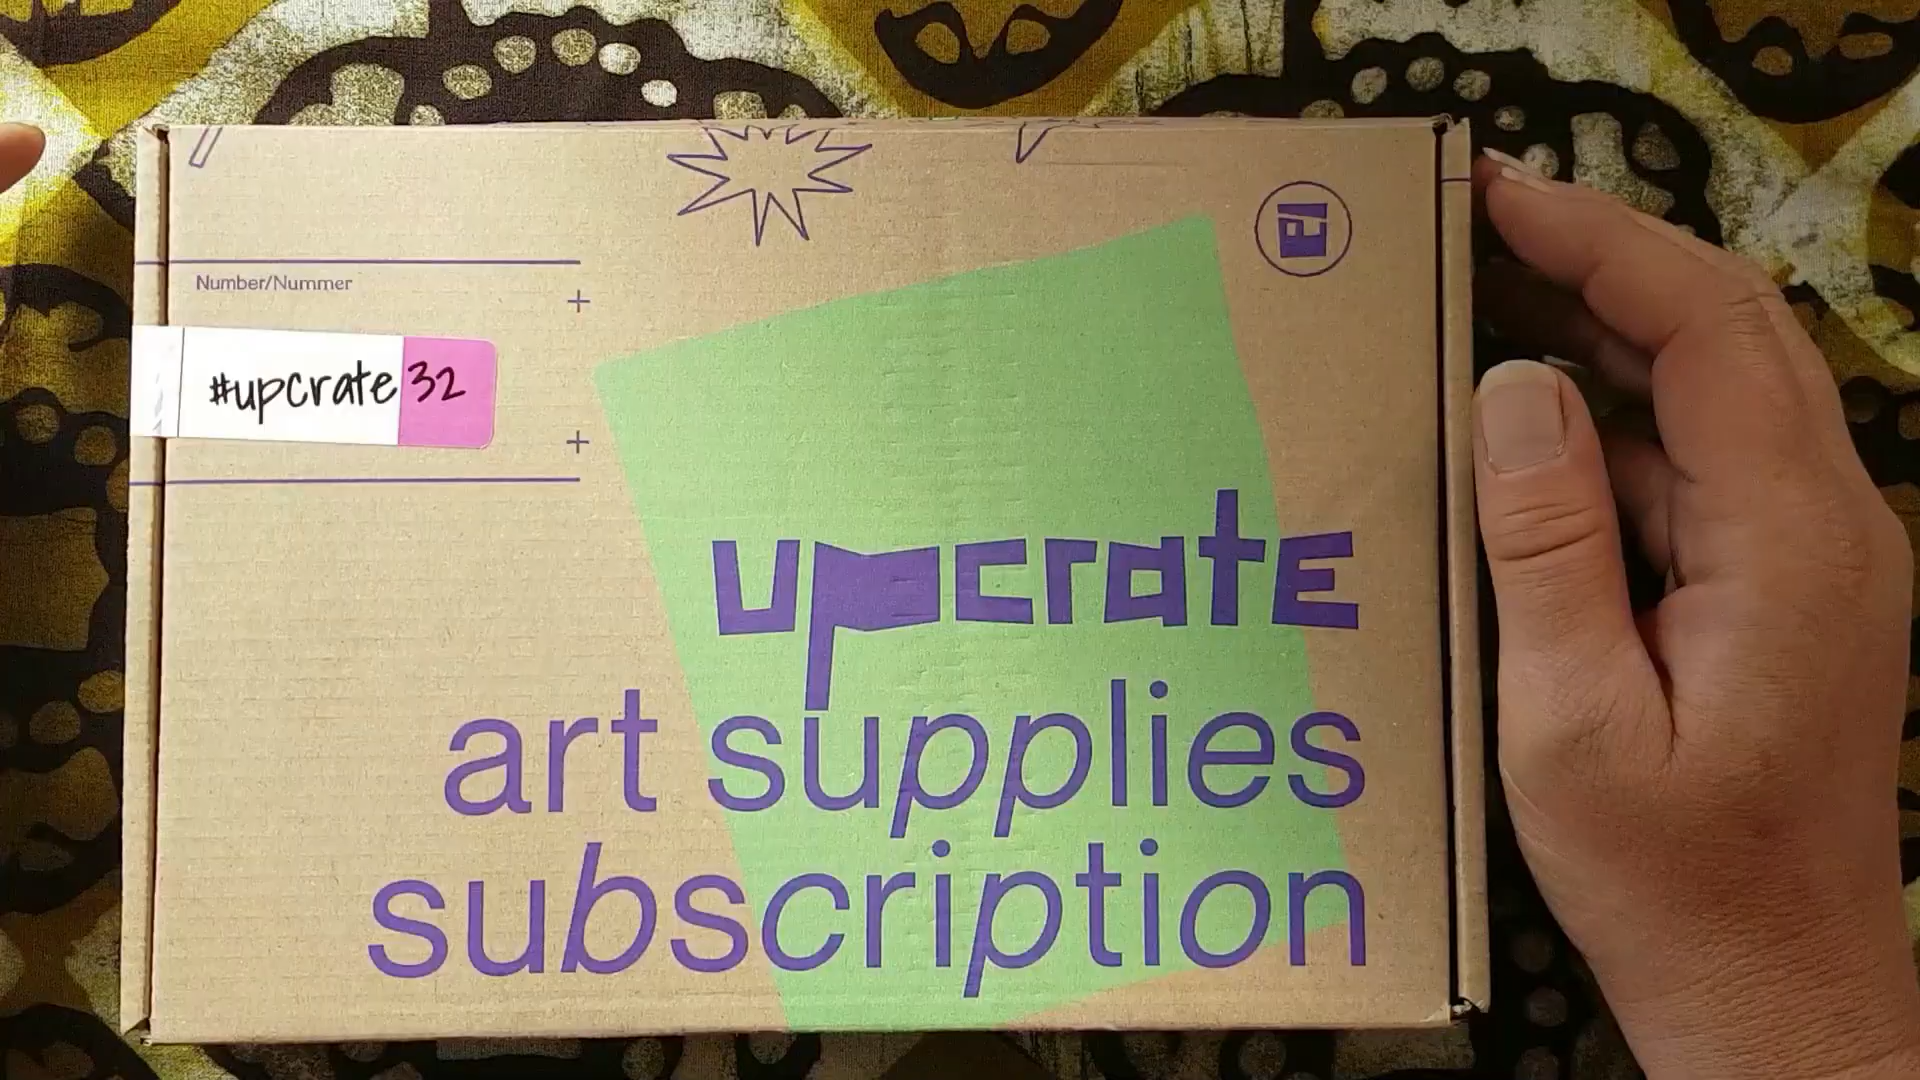 Number/Nummer
#upcrate 32
upcrate
art supplies
subscription